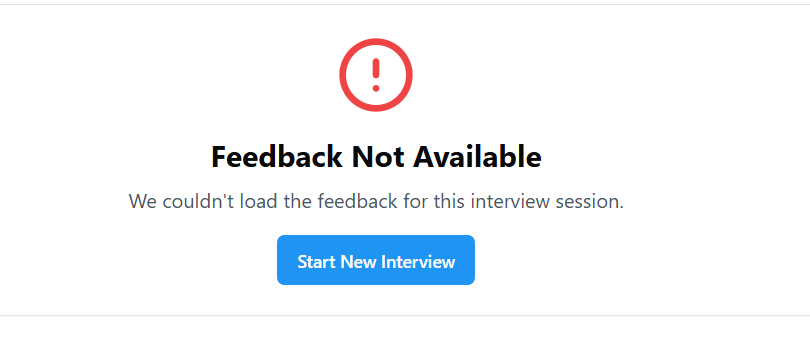 Feedback Not Available
We couldn't load the feedback for this interview session.
Start New Interview